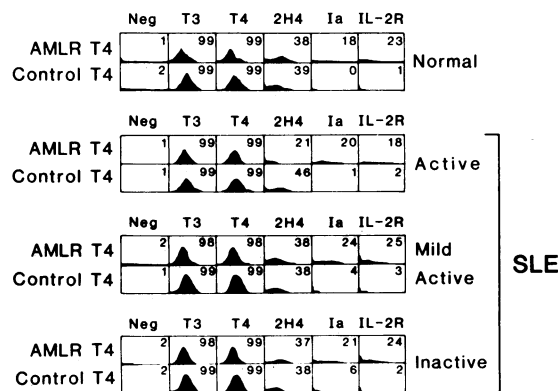 Neg T3 T4 2H4 Ia IL-2R
AMLR T4 1 99 99 38 18 23
Control T4 2 99 99 39 0 1
Normal
Neg T3 T4 2H4 Ia IL-2R
AMLR T4 1 99 99 21 20 18
Control T4 1 99 99 46 1 2
Active
Neg T3 T4 2H4 Ia IL-2R
AMLR T4 2 98 98 38 24 25
Control T4 1 99 99 38 4 3
Mild
Active
SLE
Neg T3 T4 2H4 Ia IL-2R
AMLR T4 2 98 99 37 21 24
Control T4 2 99 99 38 6 2
Inactive